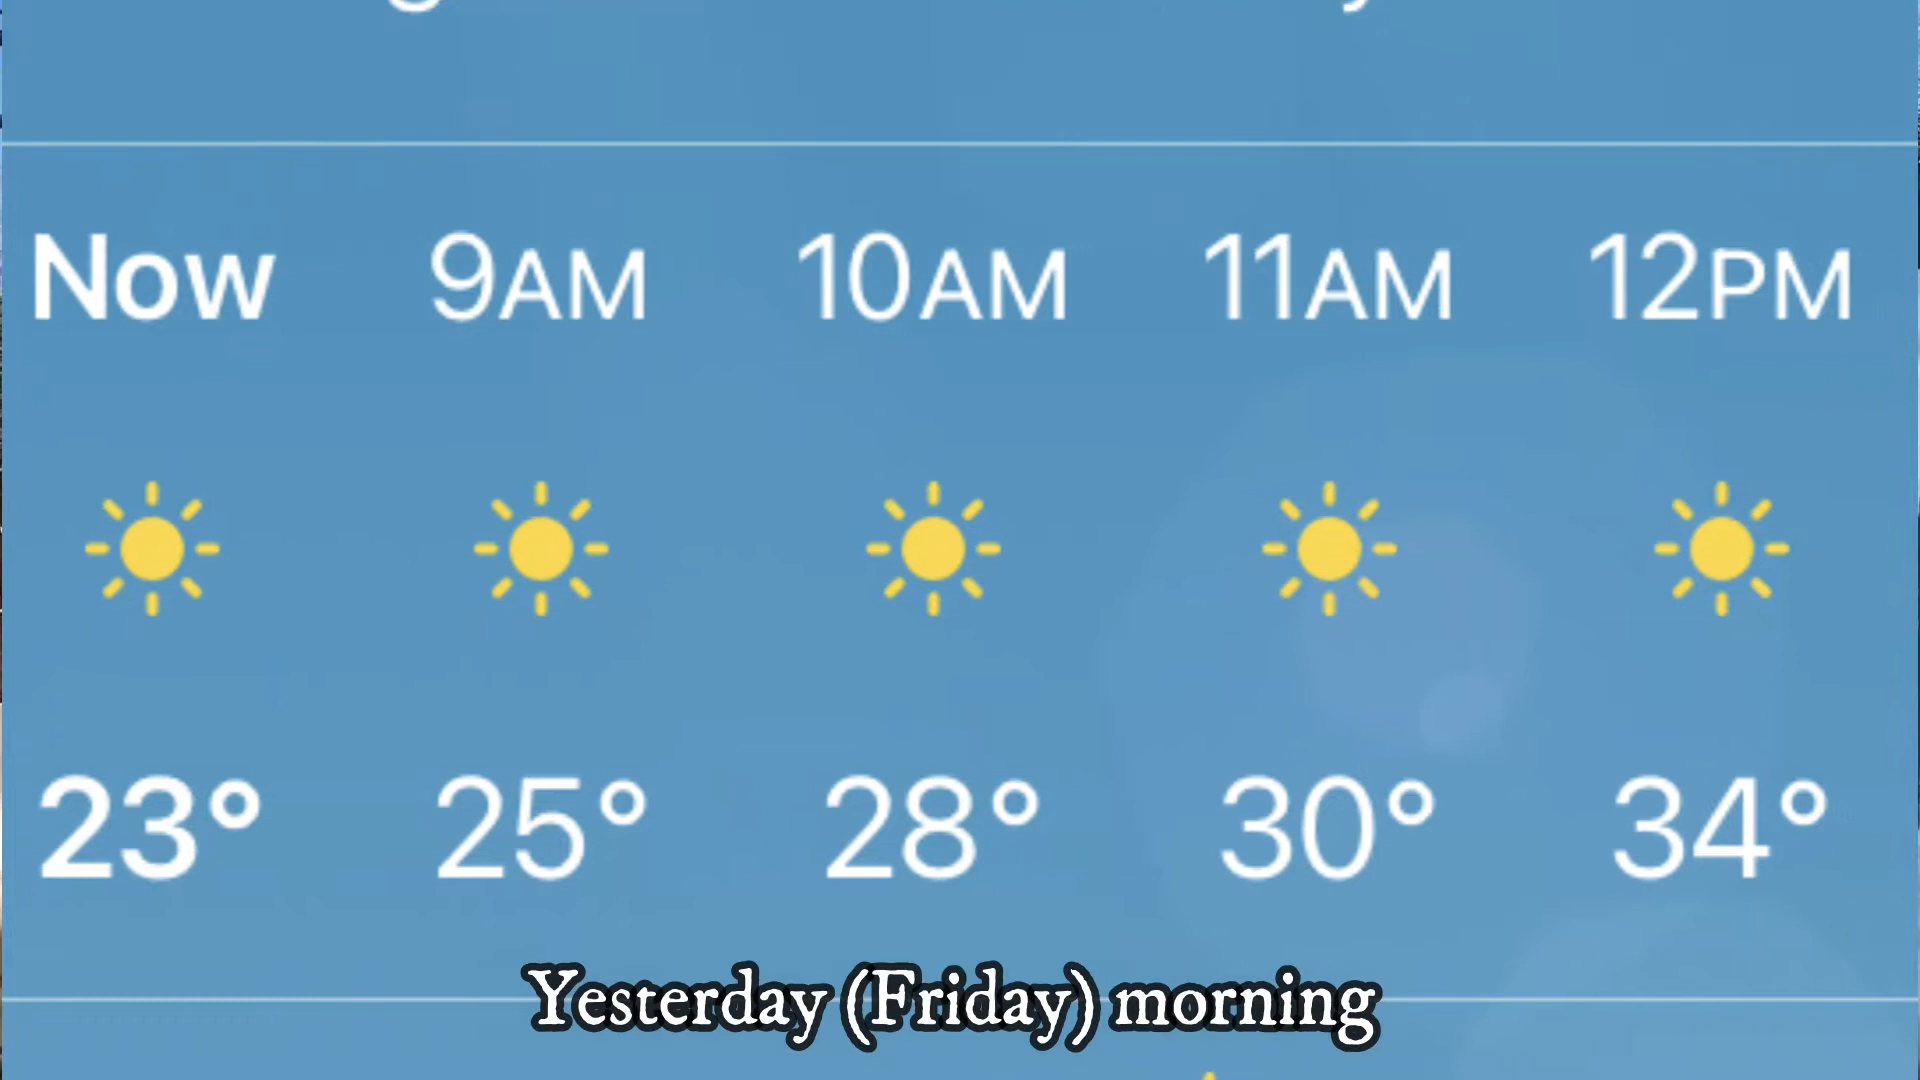 Now 9AM 10AM 11AM 12PM
23° 25° 28° 30° 34°
Yesterday (Friday) morning